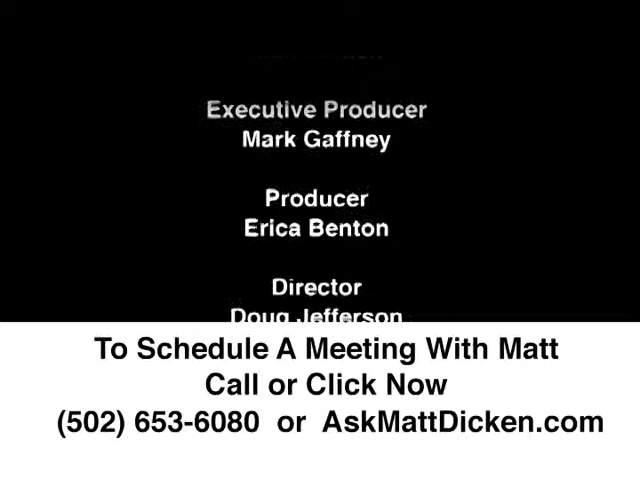 Executive Producer
Mark Gaffney
Producer
Erica Benton
Director
Doug Jefferson
To Schedule A Meeting With Matt
Call or Click Now
(502) 653-6080 or AskMattDicken.com